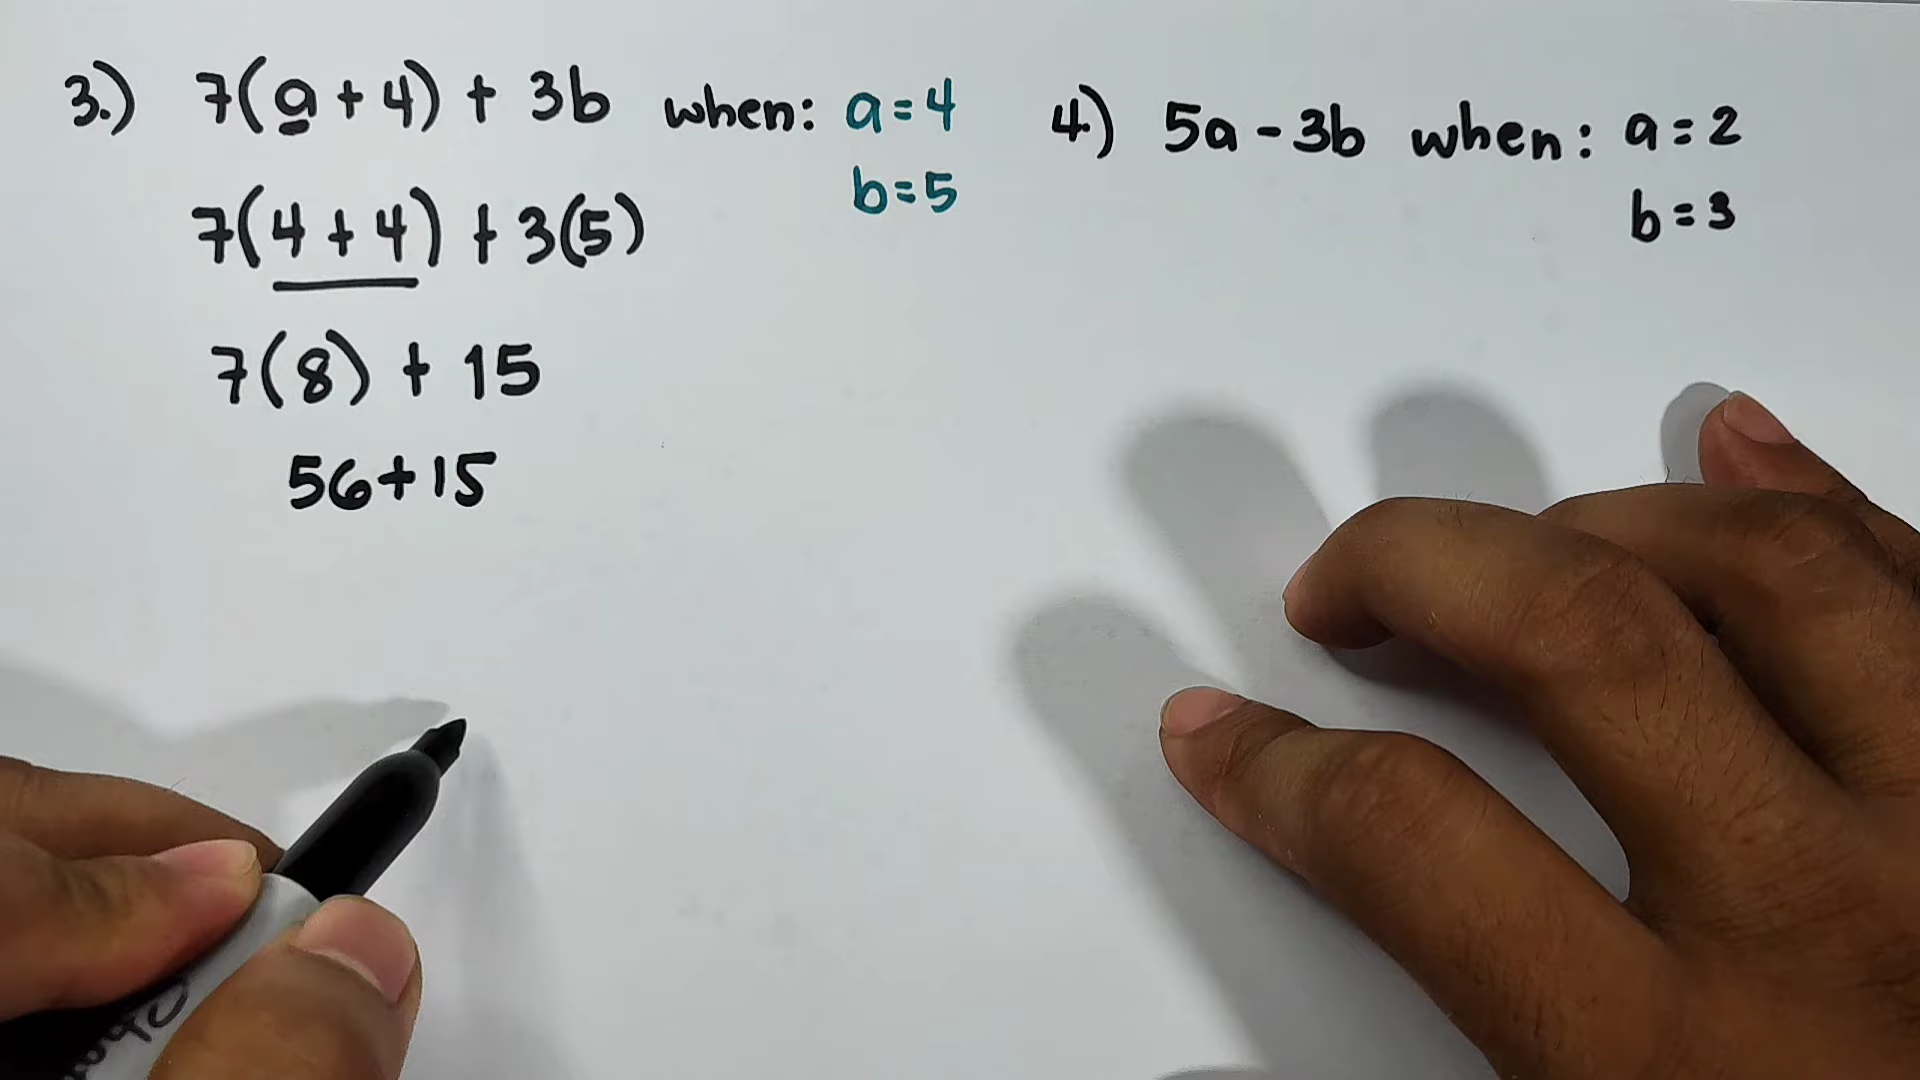 3.) 7(a + 4) + 3b when: a = 4
b = 5
7(4 + 4) + 3(5)
7(8) + 15
56 + 15
4.) 5a - 3b when: a = 2
b = 3